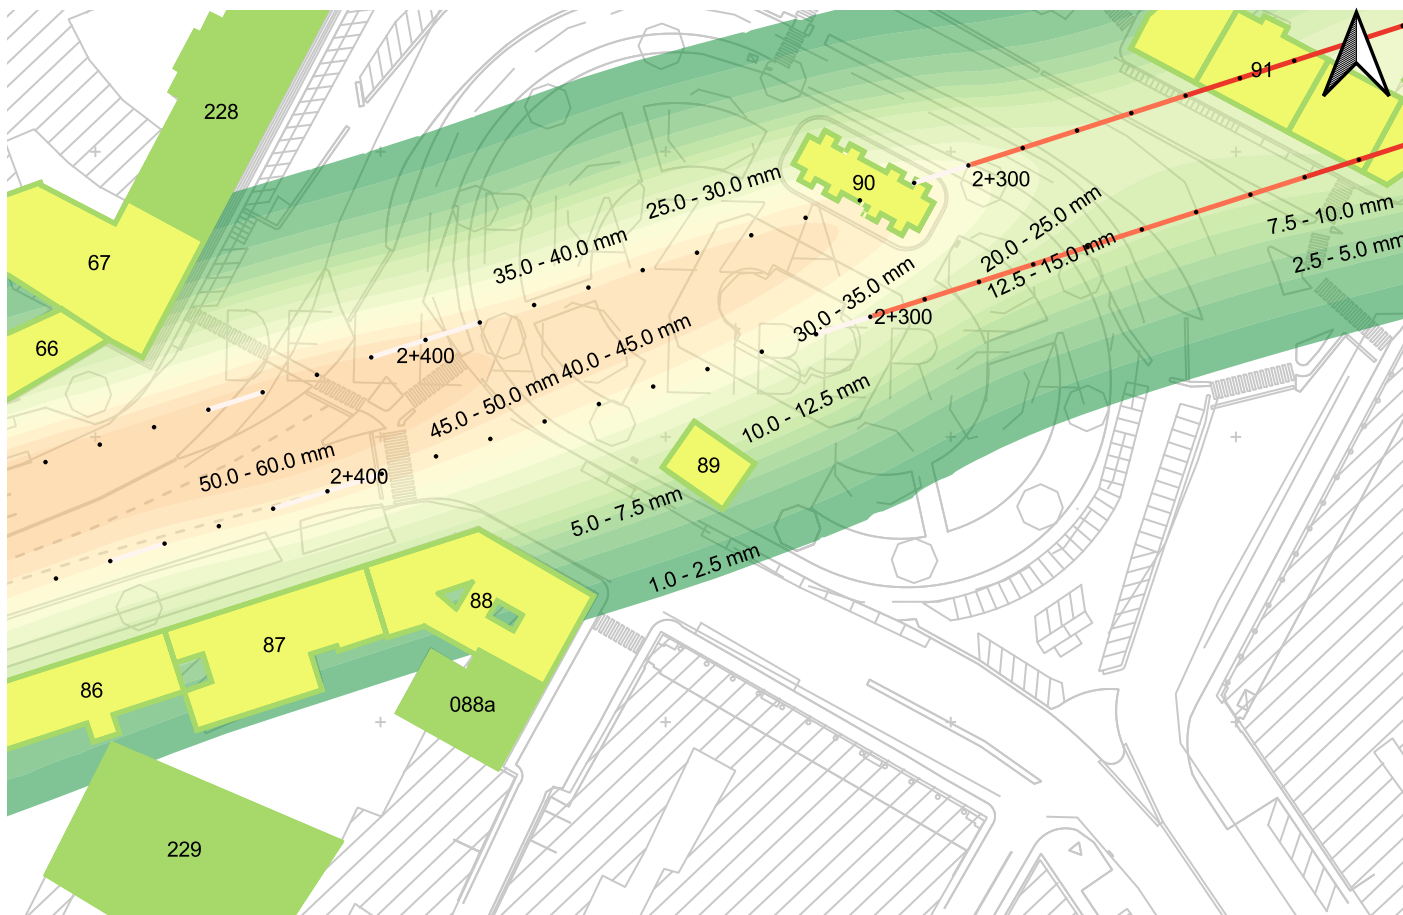 91
228
25.0 - 30.0 mm
90
2+300
7.5 - 10.0 mm
20.0 - 25.0 mm
2.5 - 5.0 mm
67
35.0 - 40.0 mm
12.5 - 15.0 mm
30.0 - 35.0 mm
2+300
66
2+400
40.0 - 45.0 mm
45.0 - 50.0 mm
10.0 - 12.5 mm
50.0 - 60.0 mm
2+400
89
5.0 - 7.5 mm
1.0 - 2.5 mm
88
87
86
088a
229